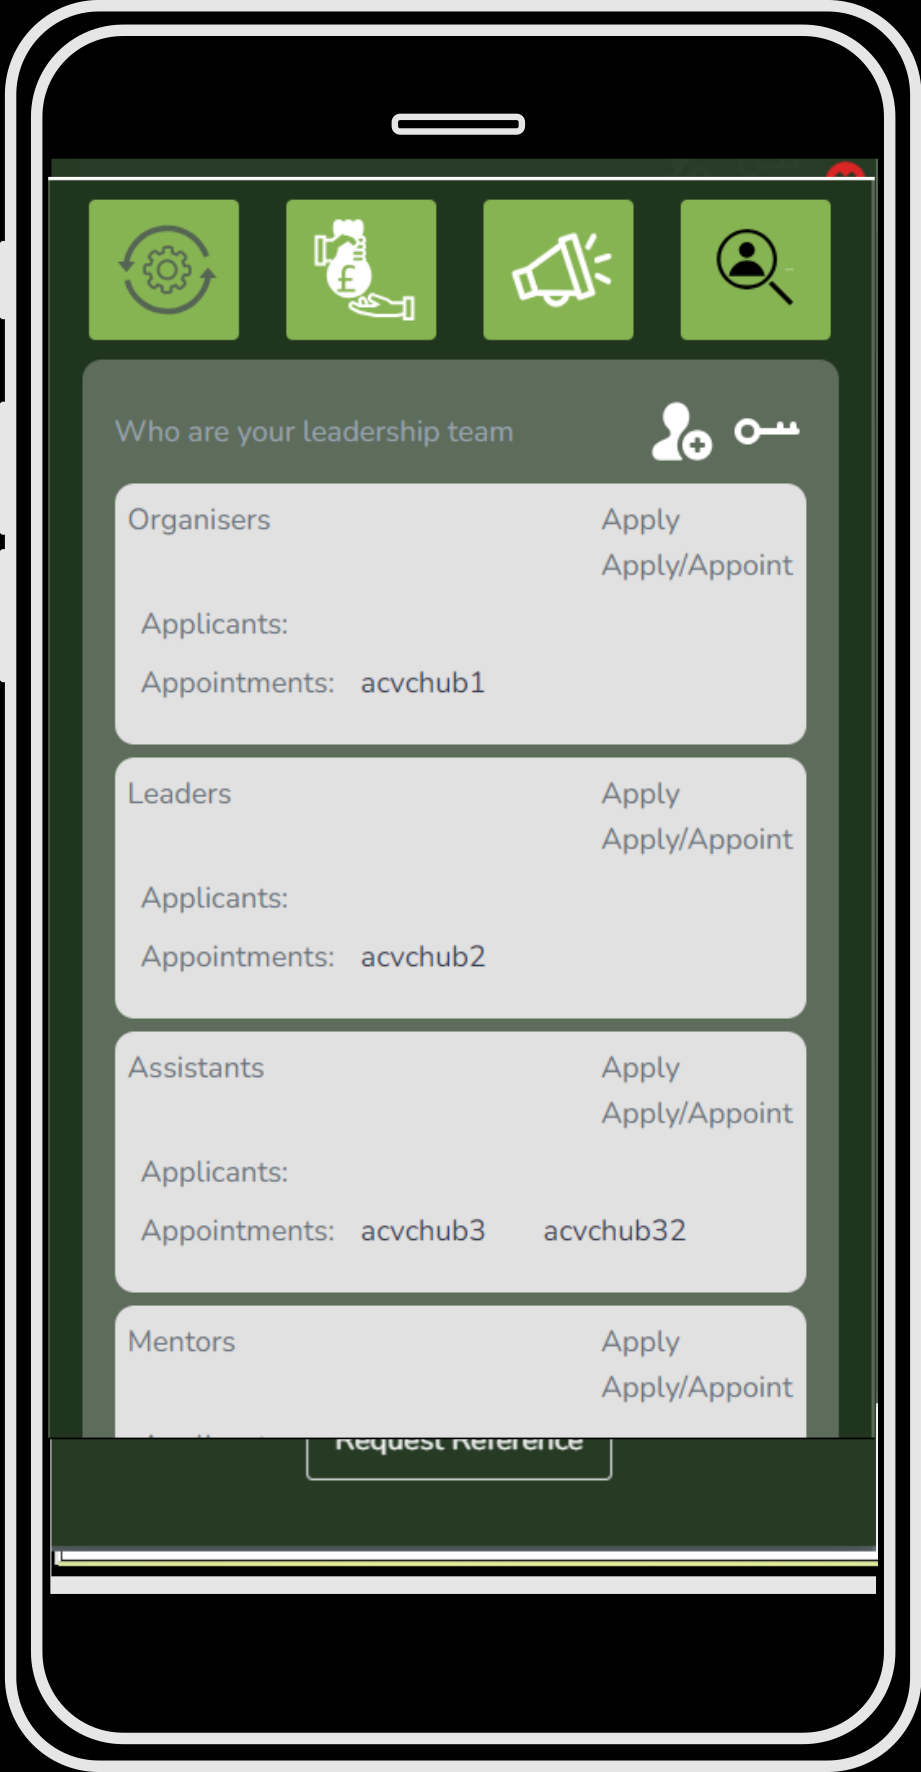 £
Who are your leadership team
Organisers Apply
Apply/Appoint
Applicants:
Appointments: acvchub1
Leaders Apply
Apply/Appoint
Applicants:
Appointments: acvchub2
Assistants Apply
Apply/Appoint
Applicants:
Appointments: acvchub3 acvchub32
Mentors Apply
Apply/Appoint
Request Reference